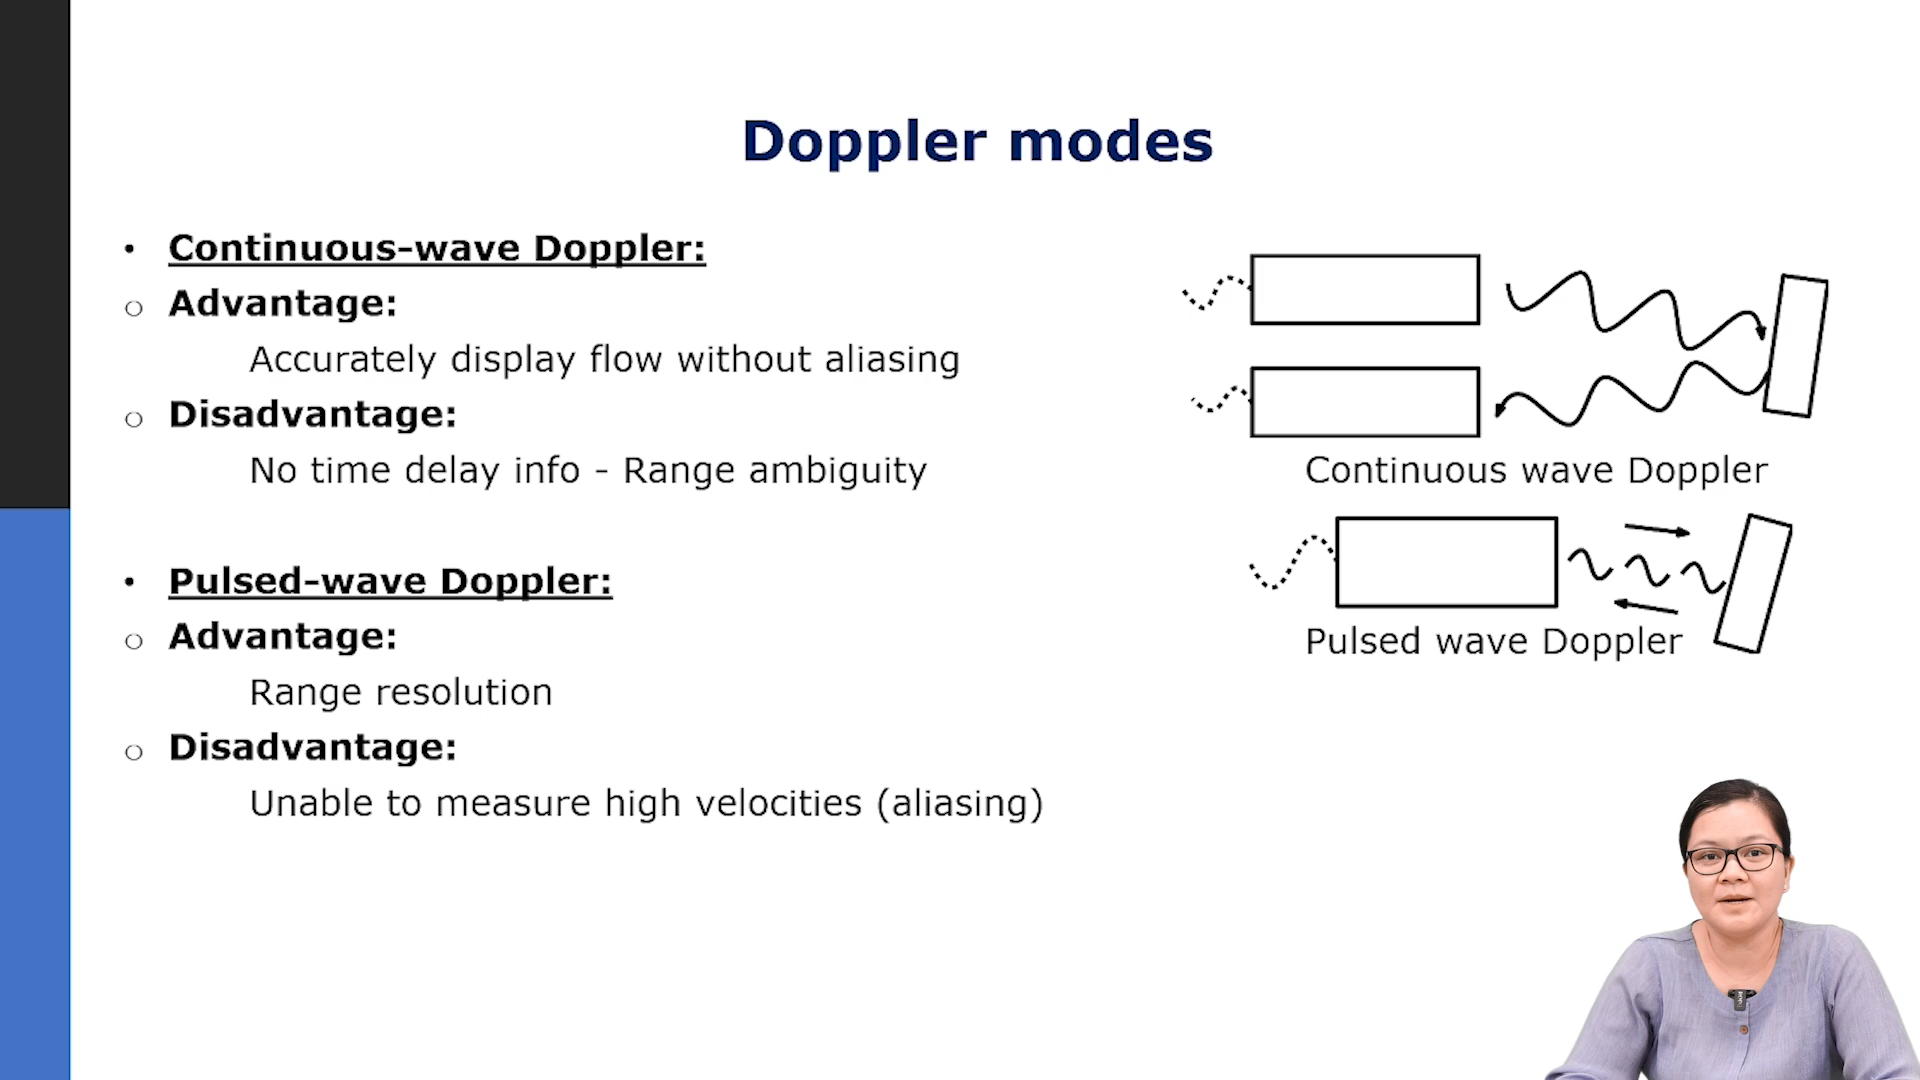 Doppler modes
• Continuous-wave Doppler:
○ Advantage:
Accurately display flow without aliasing
○ Disadvantage:
No time delay info - Range ambiguity
• Pulsed-wave Doppler:
○ Advantage:
Range resolution
○ Disadvantage:
Unable to measure high velocities (aliasing)
Continuous wave Doppler
Pulsed wave Doppler